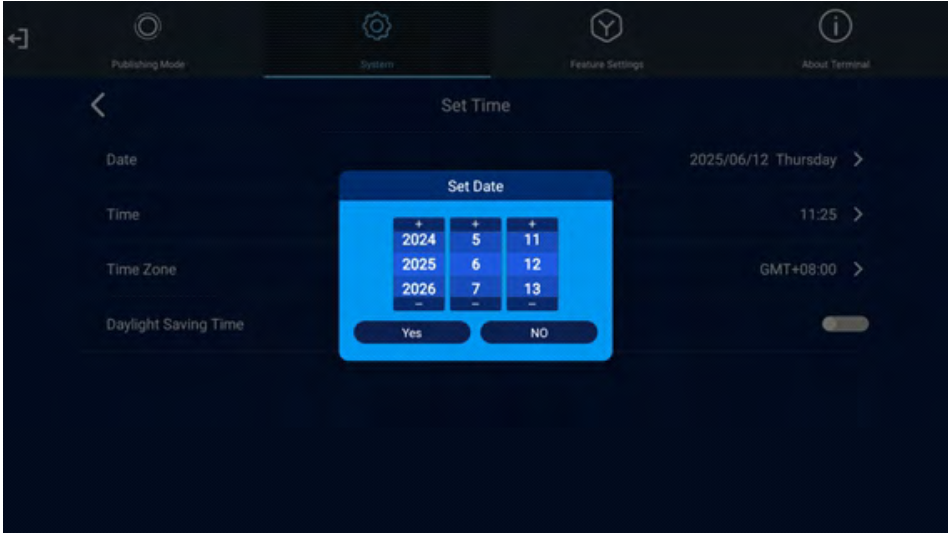 Publishing Mode
System
Feature Settings
About Terminal
Set Time
Date
2025/06/12 Thursday
Set Date
Time
11:25
+ + +
2024 5 11
2025 6 12
2026 7 13
− − −
Time Zone
GMT+08:00
Yes
NO
Daylight Saving Time